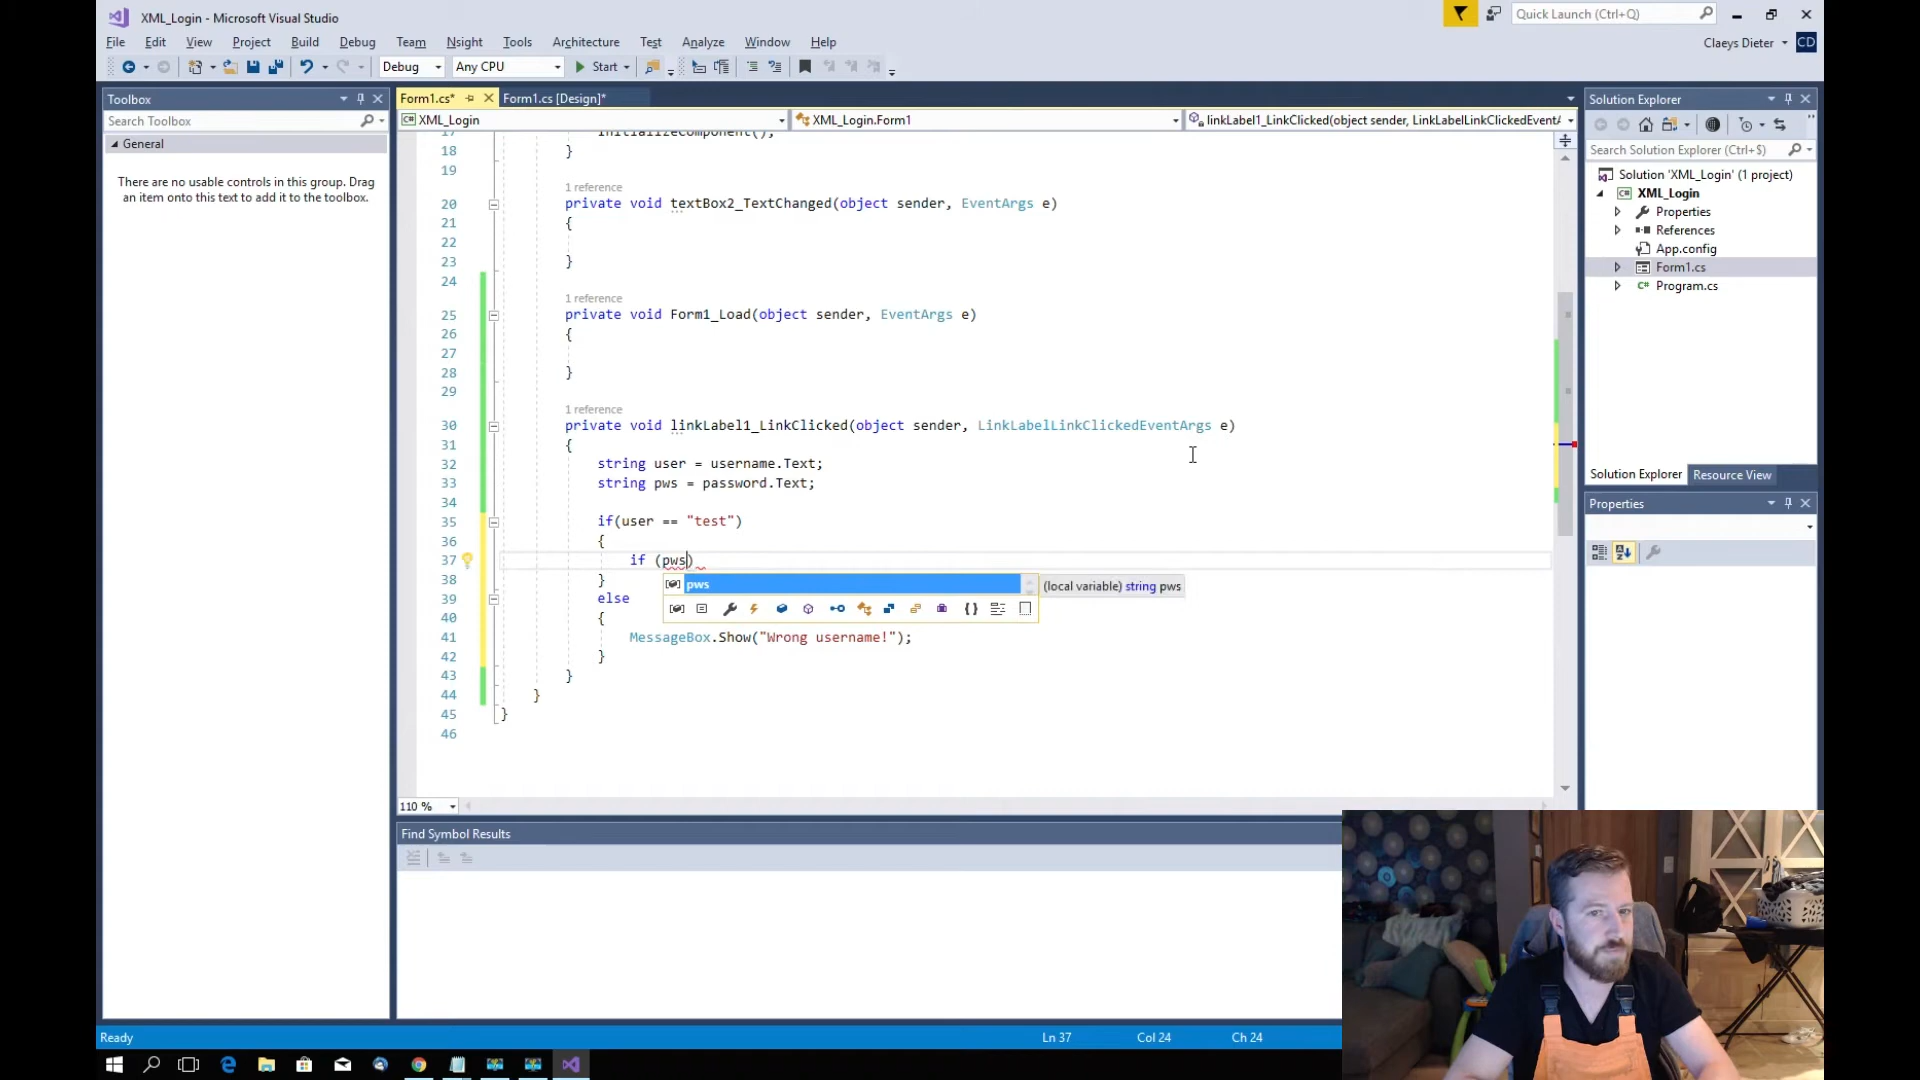 XML_Login - Microsoft Visual Studio
Quick Launch (Ctrl+Q)
File Edit View Project Build Debug Team Nsight Tools Architecture Test Analyze Window Help
Claeys Dieter CD
Debug Any CPU Start
Toolbox
Search Toolbox
General
There are no usable controls in this group. Drag
an item onto this text to add it to the toolbox.
Form1.cs* Form1.cs [Design]*
XML_Login XML_Login.Form1 linkLabel1_LinkClicked(object sender, LinkLabelLinkClickedEventA
17 InitializeComponent();
18 }
19
1 reference
20 private void textBox2_TextChanged(object sender, EventArgs e)
21 {
22
23 }
24
1 reference
25 private void Form1_Load(object sender, EventArgs e)
26 {
27
28 }
29
1 reference
30 private void linkLabel1_LinkClicked(object sender, LinkLabelLinkClickedEventArgs e)
31 {
32 string user = username.Text;
33 string pws = password.Text;
34
35 if(user == "test")
36 {
37 if (pws)
38 }
pws
(local variable) string pws
39 else
40 {
41 MessageBox.Show("Wrong username!");
42 }
43 }
44 }
45 }
46
110 %
Find Symbol Results
Solution Explorer
Search Solution Explorer (Ctrl+$)
Solution 'XML_Login' (1 project)
XML_Login
Properties
References
App.config
Form1.cs
Program.cs
Solution Explorer Resource View
Properties
Ready
Ln 37 Col 24 Ch 24